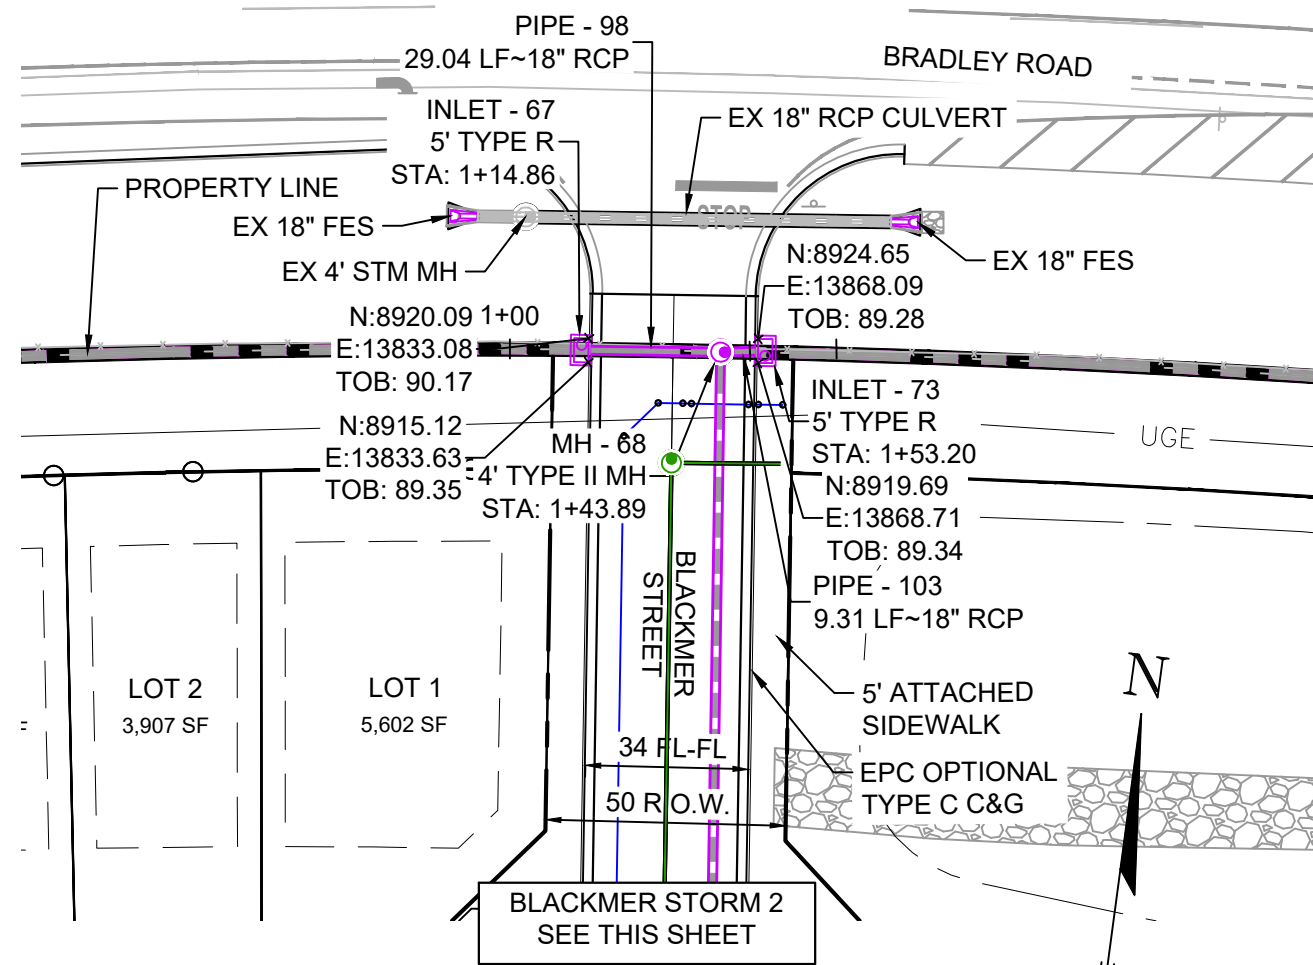 PIPE - 98
29.04 LF~18" RCP
BRADLEY ROAD
INLET - 67
5' TYPE R
STA: 1+14.86
EX 18" RCP CULVERT
PROPERTY LINE
EX 18" FES
STOP
EX 4' STM MH
EX 18" FES
N:8924.65
E:13868.09
TOB: 89.28
N:8920.09
E:13833.08
TOB: 90.17
1+00
N:8915.12
E:13833.63
TOB: 89.35
MH - 68
4' TYPE II MH
STA: 1+43.89
INLET - 73
5' TYPE R
STA: 1+53.20
N:8919.69
E:13868.71
TOB: 89.34
UGE
PIPE - 103
9.31 LF~18" RCP
BLACKMER
STREET
LOT 2
3,907 SF
LOT 1
5,602 SF
N
5' ATTACHED
SIDEWALK
34 FL-FL
EPC OPTIONAL
TYPE C C&G
50 R.O.W.
BLACKMER STORM 2
SEE THIS SHEET